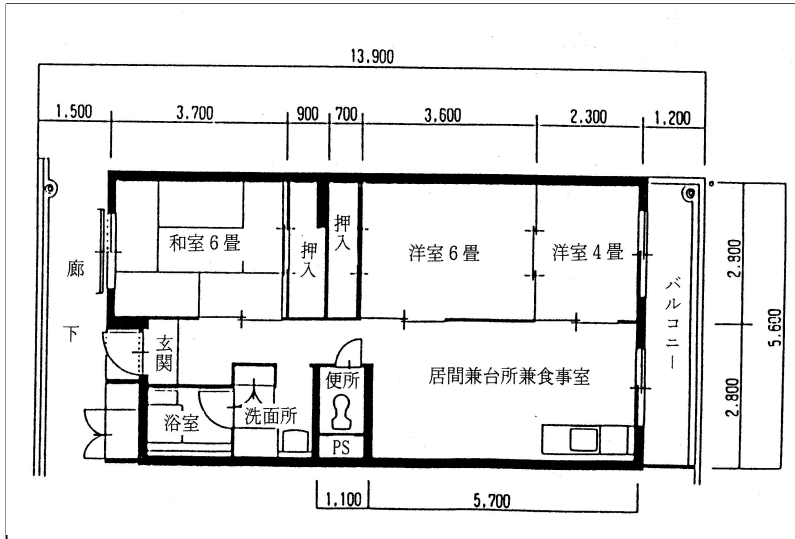 13,900
1.500
3.700
900
700
3,600
2.300
1.200
和室6畳
押入
押入
洋室6畳
洋室4畳
廊下
バルコニー
2.800
5.600
2.800
玄関
便所
居間兼台所兼食事室
浴室
洗面所
PS
1,100
5.700